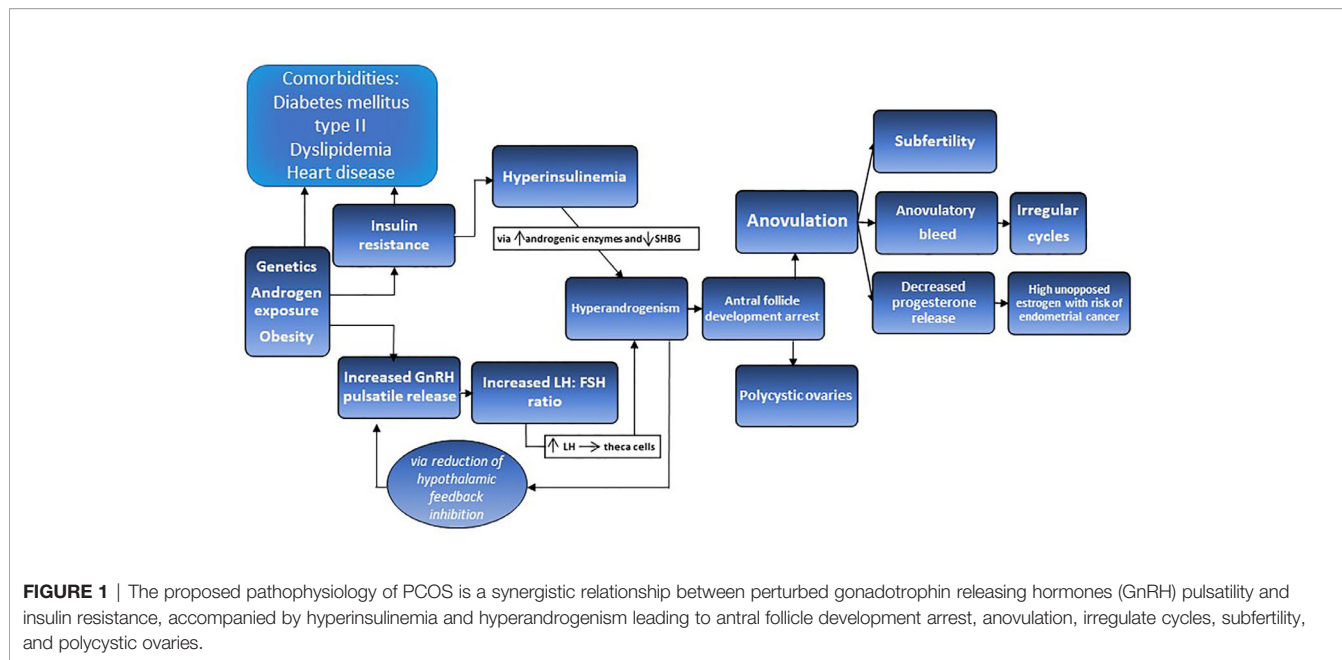 Comorbidities:
Diabetes mellitus
type II
Dyslipidemia
Heart disease
Genetics
Androgen
exposure
Obesity
Insulin
resistance
Hyperinsulinemia
via ↑ androgenic enzymes and ↓ SHBG
Increased GnRH
pulsatile release
Increased LH: FSH
ratio
↑ LH → theca cells
via reduction of
hypothalamic
feedback
inhibition
Hyperandrogenism
Antral follicle
development arrest
Polycystic ovaries
Anovulation
Subfertility
Anovulatory
bleed
Irregular
cycles
Decreased
progesterone
release
High unopposed
estrogen with risk of
endometrial cancer
FIGURE 1 | The proposed pathophysiology of PCOS is a synergistic relationship between perturbed gonadotrophin releasing hormones (GnRH) pulsatility and
insulin resistance, accompanied by hyperinsulinemia and hyperandrogenism leading to antral follicle development arrest, anovulation, irregulate cycles, subfertility,
and polycystic ovaries.